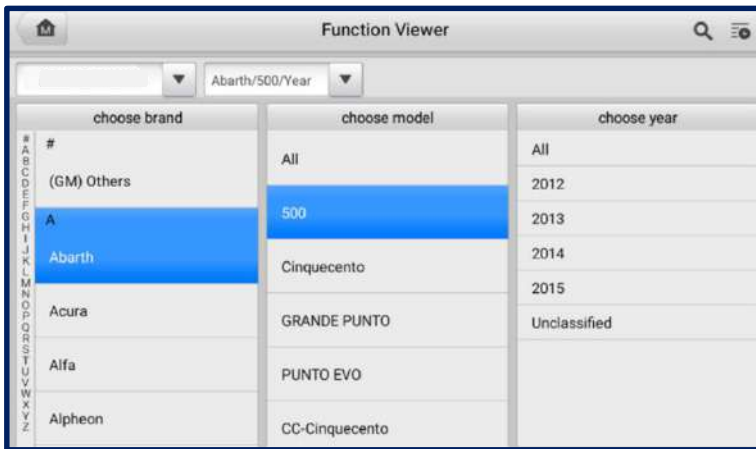 Function Viewer
Abarth/500/Year
choose brand
choose model
choose year
#
A
B
C
D
E
F
G
H
I
J
K
L
M
N
O
P
Q
R
S
T
U
V
W
X
Y
Z
#
(GM) Others
A
Abarth
Acura
Alfa
Alpheon
All
500
Cinquecento
GRANDE PUNTO
PUNTO EVO
CC-Cinquecento
All
2012
2013
2014
2015
Unclassified